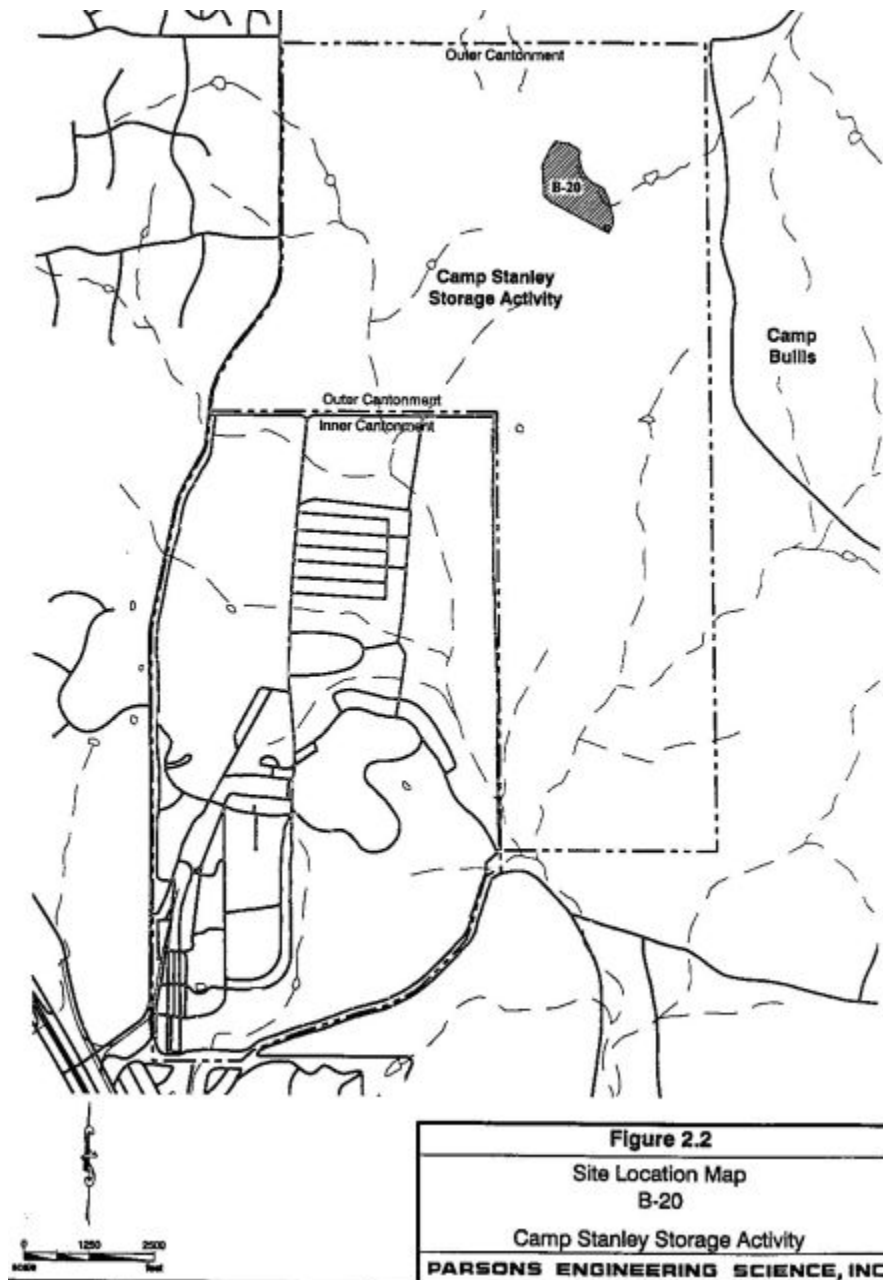 Outer Cantonment
B-20
Camp Stanley
Storage Activity
Camp
Bullis
Outer Cantonment
Inner Cantonment
0 1250 2500
scale feet
Figure 2.2
Site Location Map
B-20
Camp Stanley Storage Activity
PARSONS ENGINEERING SCIENCE, INC